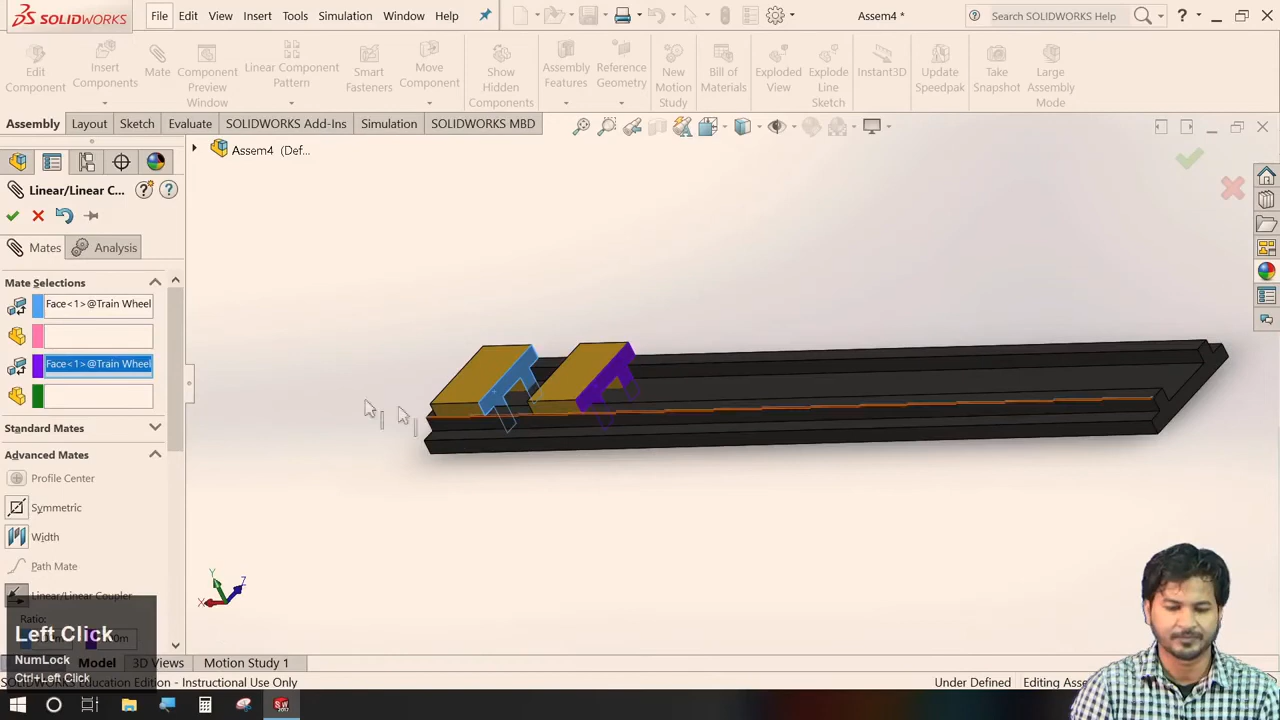 SOLIDWORKS File Edit View Insert Tools Simulation Window Help Assem4 * Search SOLIDWORKS Help ?
Edit Component
Insert Components
Mate
Component Preview Window
Linear Component Pattern
Smart Fasteners
Move Component
Show Hidden Components
Assembly Features
Reference Geometry
New Motion Study
Bill of Materials
Exploded View
Explode Line Sketch
Instant3D
Update Speedpak
Take Snapshot
Large Assembly Mode
Assembly Layout Sketch Evaluate SOLIDWORKS Add-Ins Simulation SOLIDWORKS MBD
Assem4 (Def...
Linear/Linear C...
Mates Analysis
Mate Selections
Face<1>@Train Wheel
Face<1>@Train Wheel
Standard Mates
Advanced Mates
Profile Center
Symmetric
Width
Path Mate
Linear/Linear Coupler
Ratio:
Left Click
NumLock
Ctrl+Left Click
Y
Z
X
Model 3D Views Motion Study 1
SOLIDWORKS Education Edition - Instructional Use Only Under Defined Editing Asse